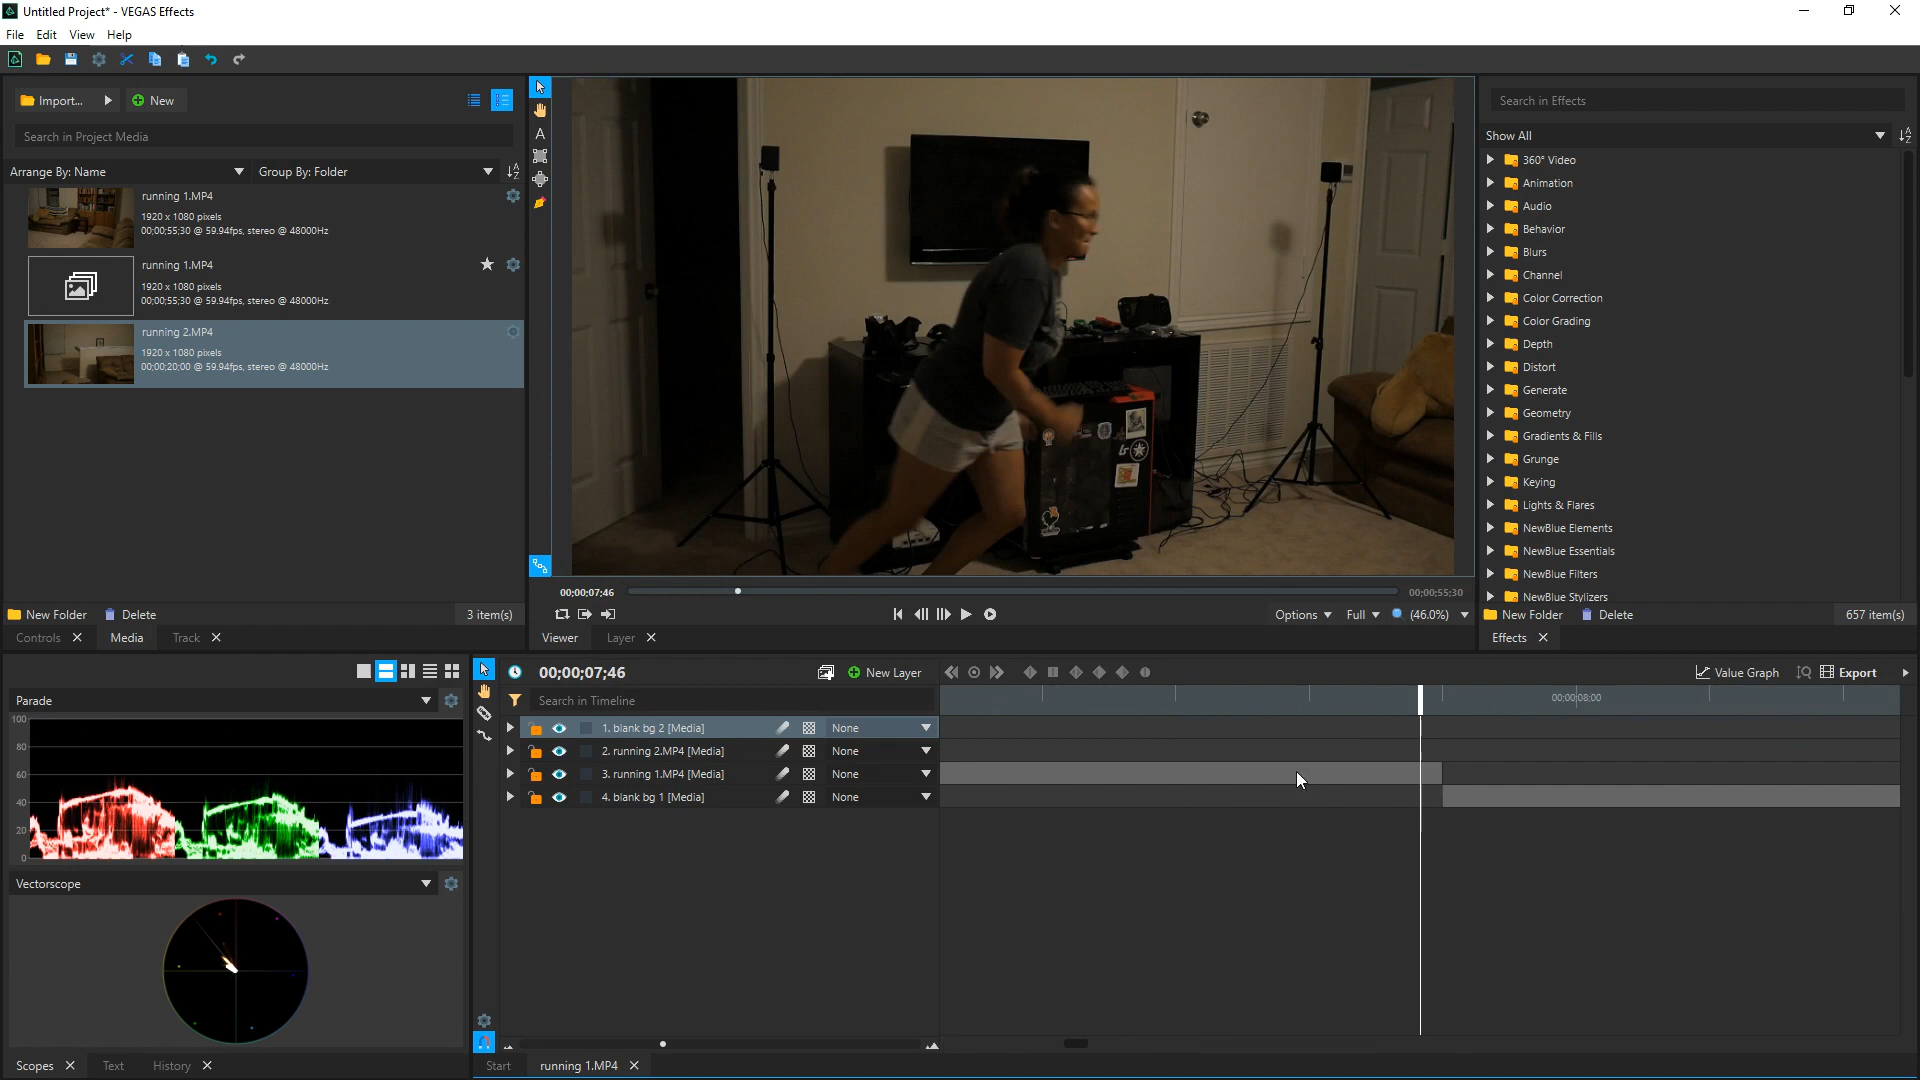 Untitled Project* - VEGAS Effects
File Edit View Help
Import... New
Search in Project Media
Arrange By: Name Group By: Folder
running 1.MP4
1920 x 1080 pixels
00;00;55;30 @ 59.94fps, stereo @ 48000Hz
running 1.MP4
1920 x 1080 pixels
00;00;55;30 @ 59.94fps, stereo @ 48000Hz
running 2.MP4
1920 x 1080 pixels
00;00;20;00 @ 59.94fps, stereo @ 48000Hz
New Folder Delete 3 item(s)
Controls Media Track
00;00;07;46 00;00;55;30
Options Full (46.0%)
Viewer Layer
Search in Effects
Show All
360° Video
Animation
Audio
Behavior
Blurs
Channel
Color Correction
Color Grading
Depth
Distort
Generate
Geometry
Gradients & Fills
Grunge
Keying
Lights & Flares
NewBlue Elements
NewBlue Essentials
NewBlue Filters
NewBlue Stylizers
New Folder Delete 657 item(s)
Effects
Parade
100
80
60
40
20
0
Vectorscope
Scopes Text History
00;00;07;46 New Layer Value Graph Export
Search in Timeline 00;00;08;00
1. blank bg 2 [Media] None
2. running 2.MP4 [Media] None
3. running 1.MP4 [Media] None
4. blank bg 1 [Media] None
Start running 1.MP4